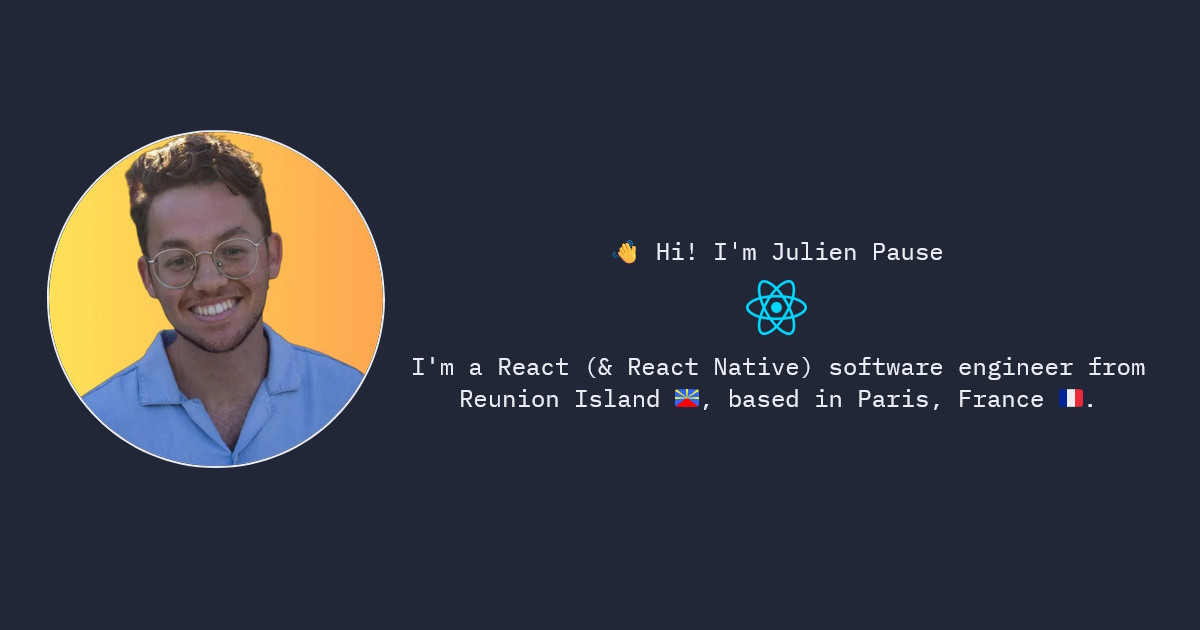 👋 Hi! I'm Julien Pause
I'm a React (& React Native) software engineer from
Reunion Island 🇷🇪, based in Paris, France 🇫🇷.